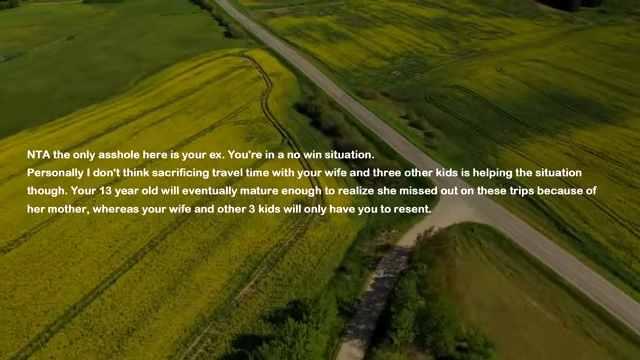 NTA the only asshole here is your ex. You're in a no win situation.
Personally I don't think sacrificing travel time with your wife and three other kids is helping the situation
though. Your 13 year old will eventually mature enough to realize she missed out on these trips because of
her mother, whereas your wife and other 3 kids will only have you to resent.